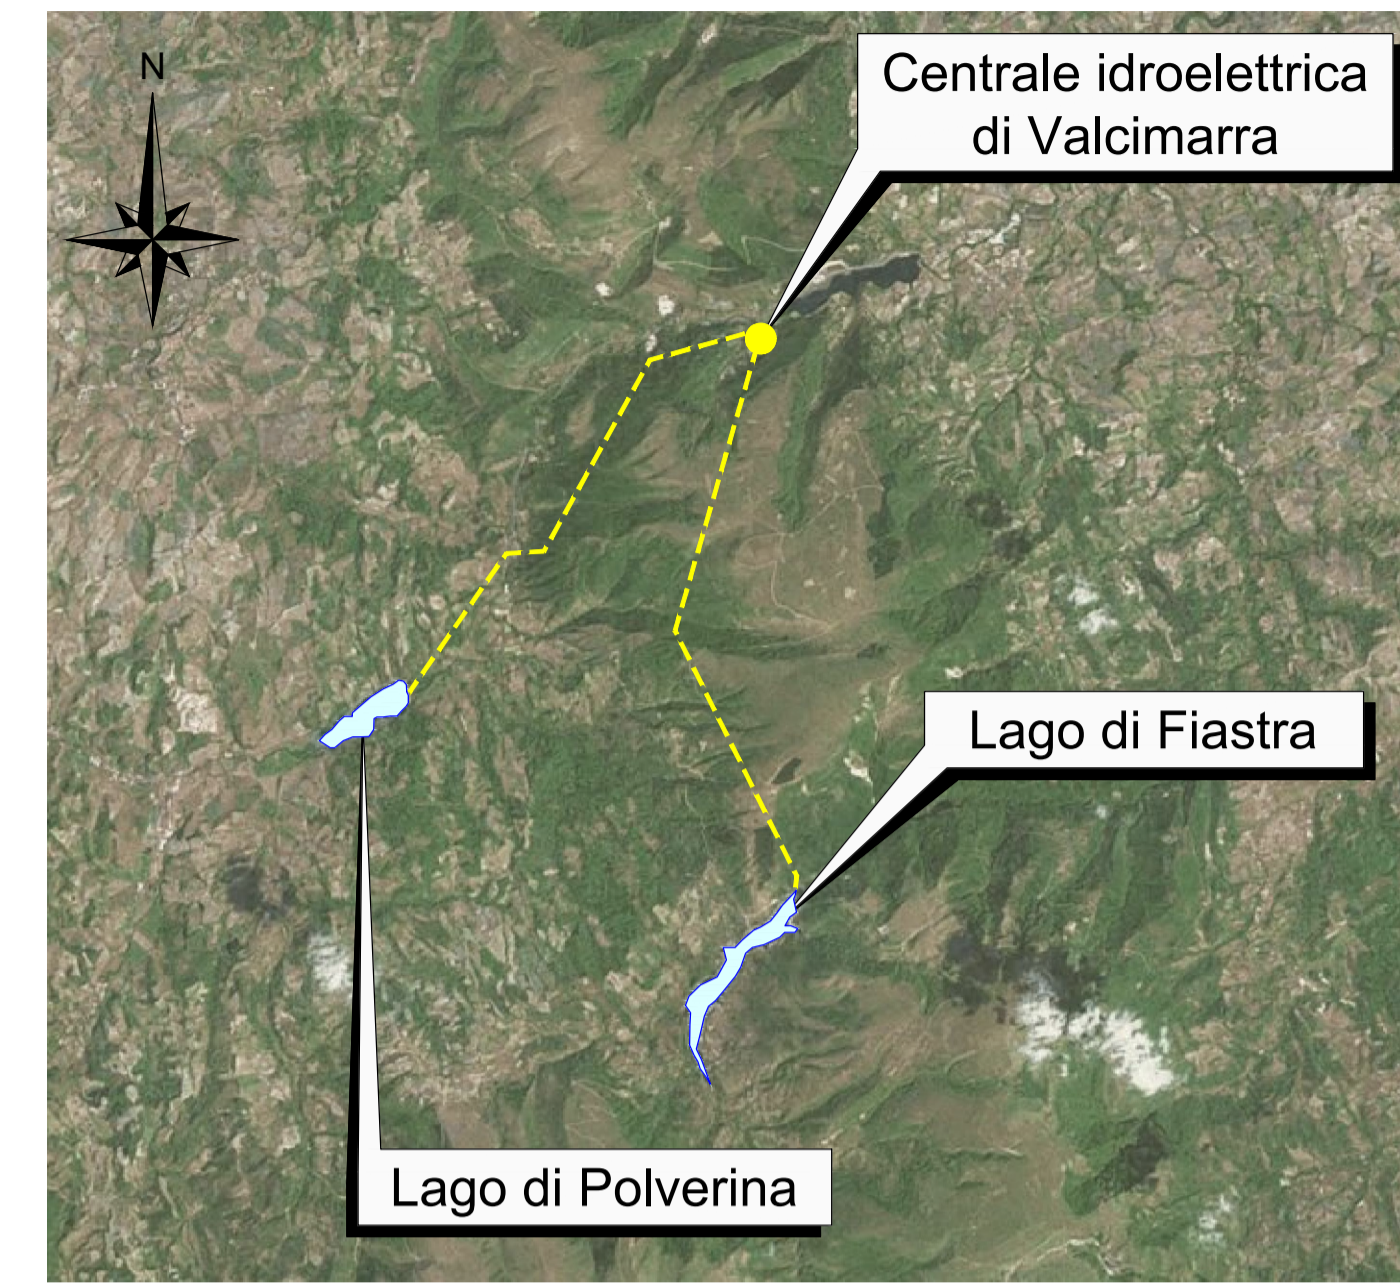 N
Centrale idroelettrica
di Valcimarra
Lago di Fiastra
Lago di Polverina